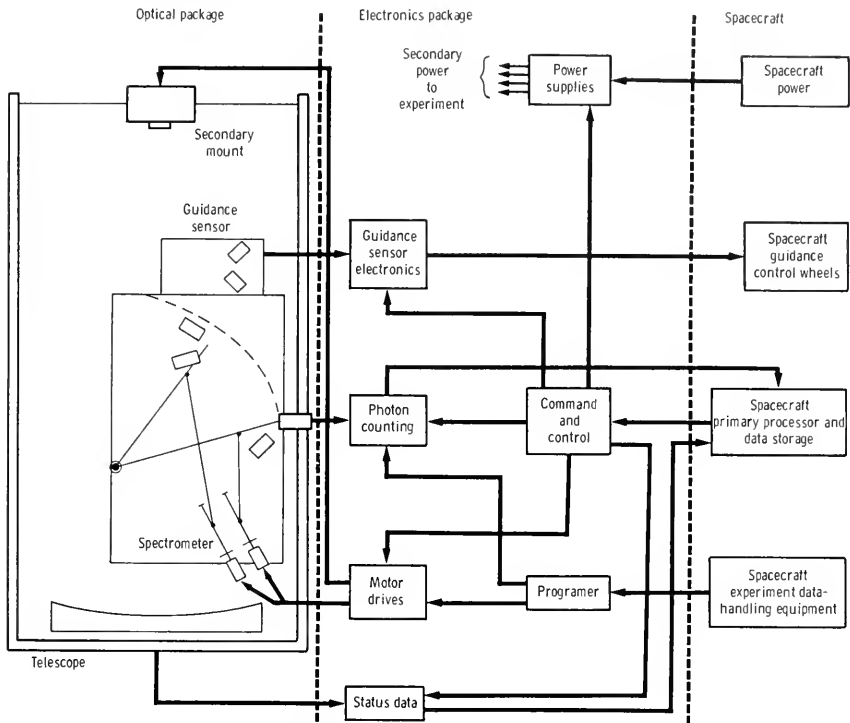 Optical package
Electronics package
Spacecraft
Secondary
power
to
experiment
Power
supplies
Spacecraft
power
Secondary
mount
Guidance
sensor
Guidance
sensor
electronics
Spacecraft
guidance
control wheels
Photon
counting
Command
and
control
Spacecraft
primary processor and
data storage
Spectrometer
Motor
drives
Programer
Spacecraft
experiment data-
handling equipment
Telescope
Status data